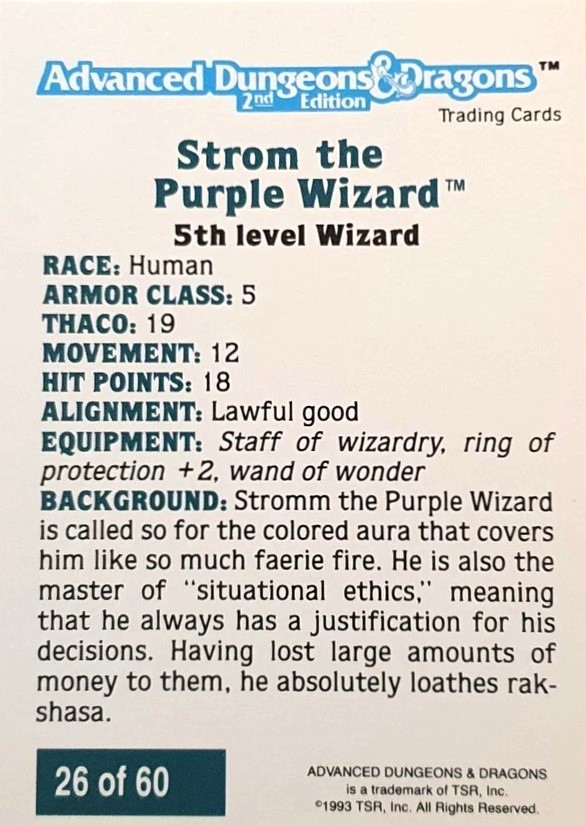 Advanced Dungeons & Dragons™
2nd Edition
Trading Cards
Strom the
Purple Wizard™
5th level Wizard
RACE: Human
ARMOR CLASS: 5
THACO: 19
MOVEMENT: 12
HIT POINTS: 18
ALIGNMENT: Lawful good
EQUIPMENT: Staff of wizardry, ring of
protection +2, wand of wonder
BACKGROUND: Stromm the Purple Wizard
is called so for the colored aura that covers
him like so much faerie fire. He is also the
master of "situational ethics," meaning
that he always has a justification for his
decisions. Having lost large amounts of
money to them, he absolutely loathes rak-
shasa.
26 of 60
ADVANCED DUNGEONS & DRAGONS
is a trademark of TSR, Inc.
©1993 TSR, Inc. All Rights Reserved.